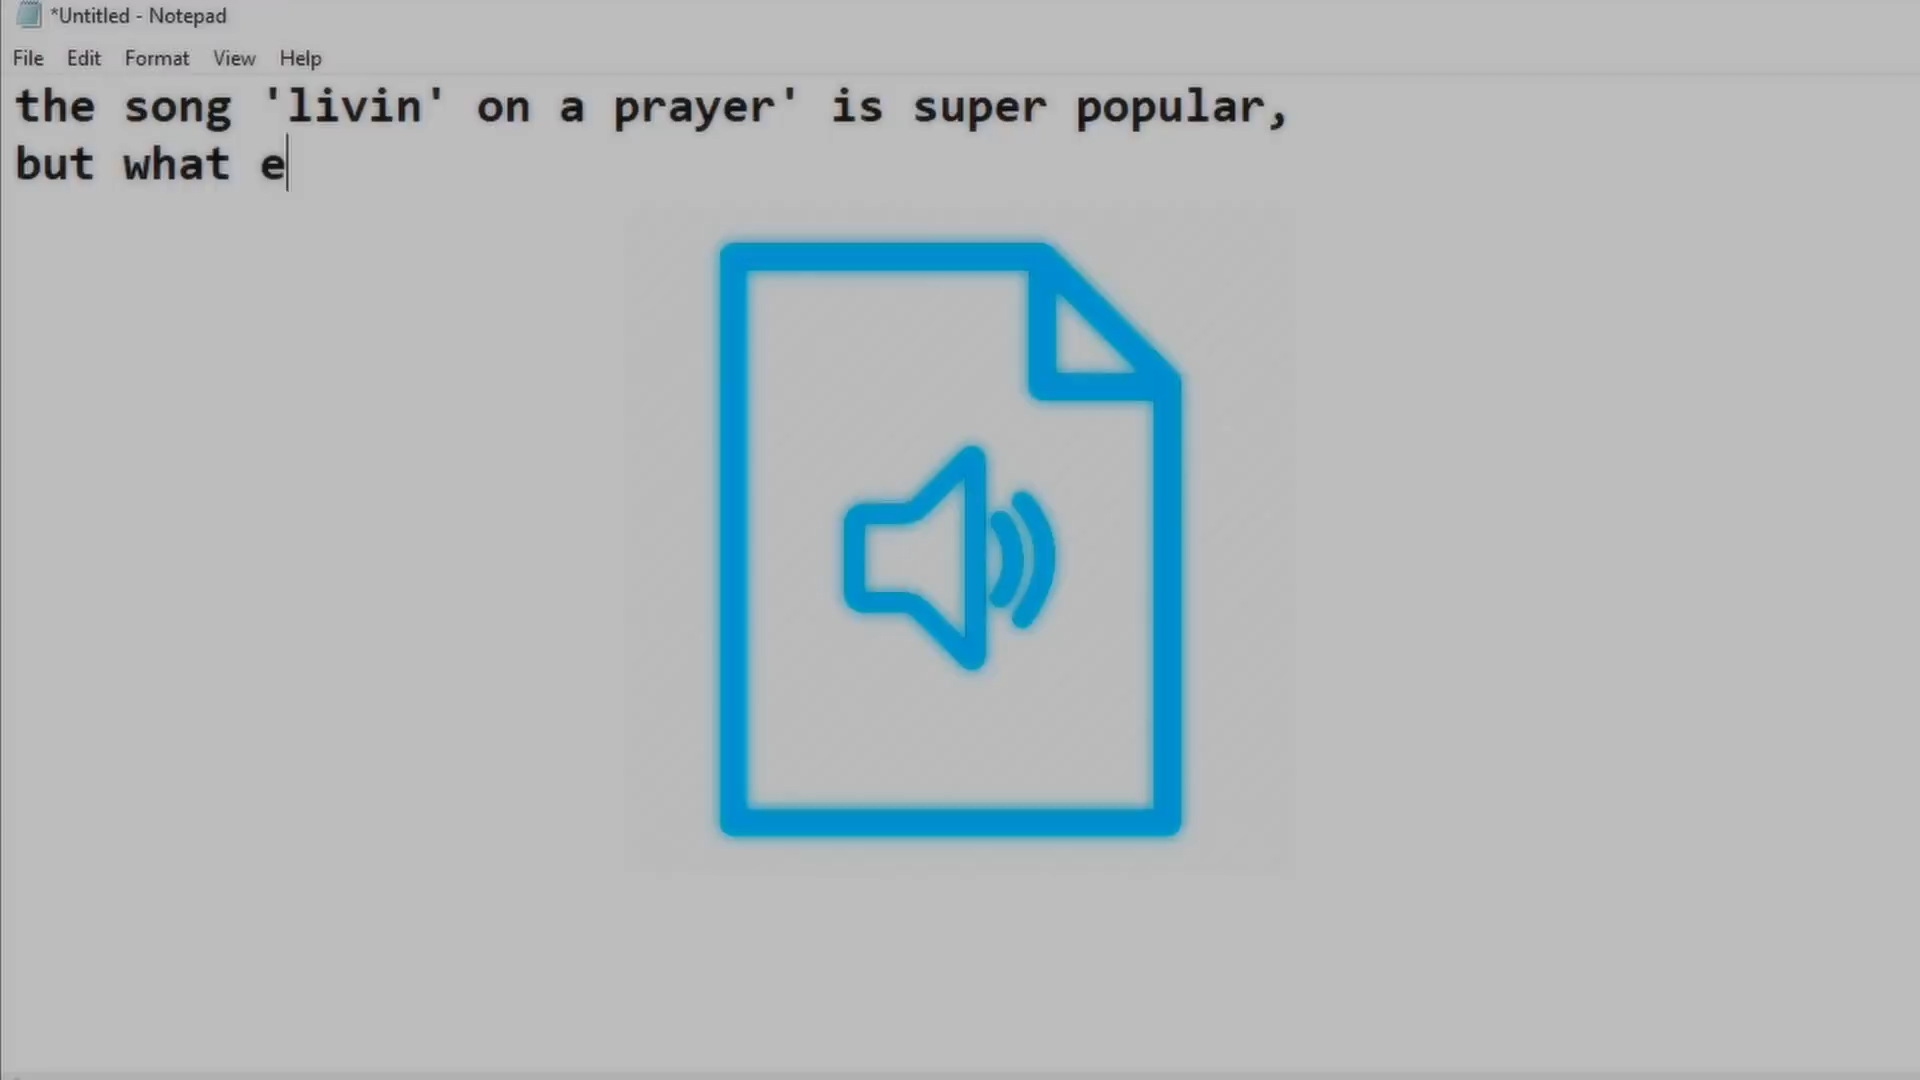 *Untitled - Notepad
File Edit Format View Help
the song 'livin' on a prayer' is super popular,
but what e